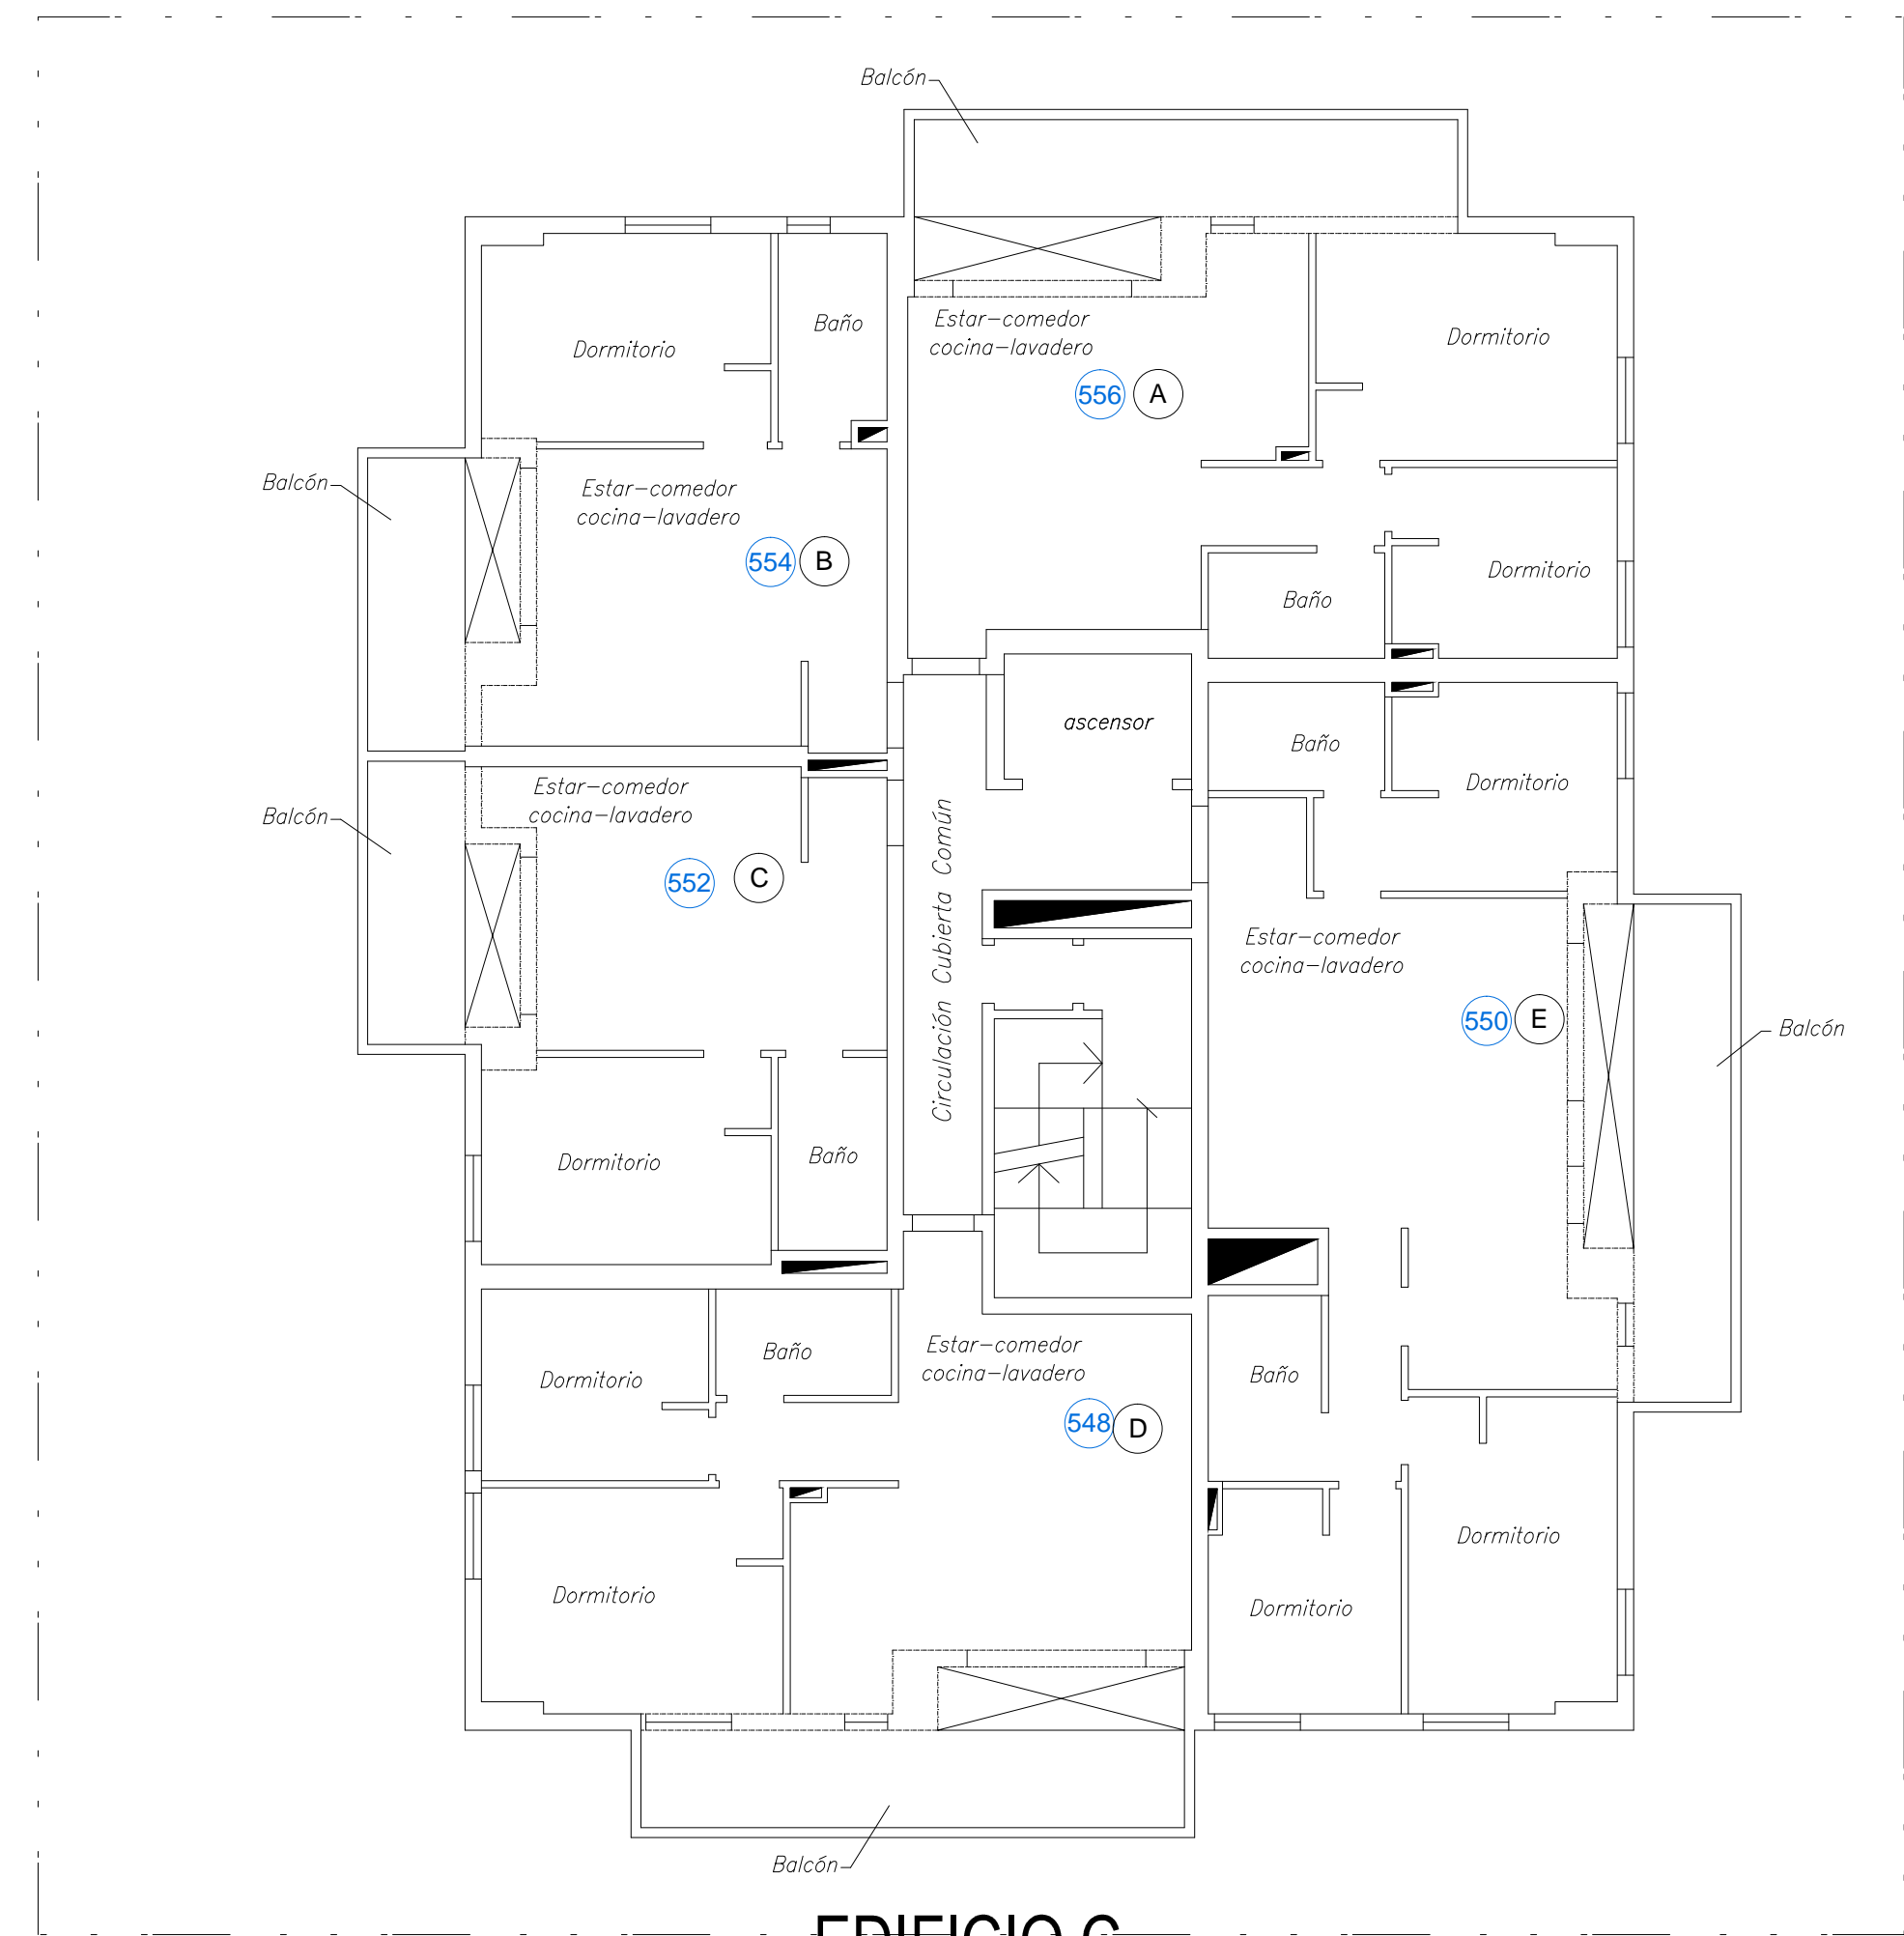 Balcón
Estar-comedor
cocina-lavadero
Dormitorio
Baño
Dormitorio
556 A
Balcón
Estar-comedor
cocina-lavadero
554 B
Dormitorio
Baño
ascensor
Baño
Dormitorio
Estar-comedor
cocina-lavadero
Balcón
552 C
Circulación Cubierta Común
Estar-comedor
cocina-lavadero
550 E
Balcón
Dormitorio
Baño
Dormitorio
Baño
Estar-comedor
cocina-lavadero
548 D
Baño
Dormitorio
Dormitorio
Dormitorio
Balcón
EDIFICIO C